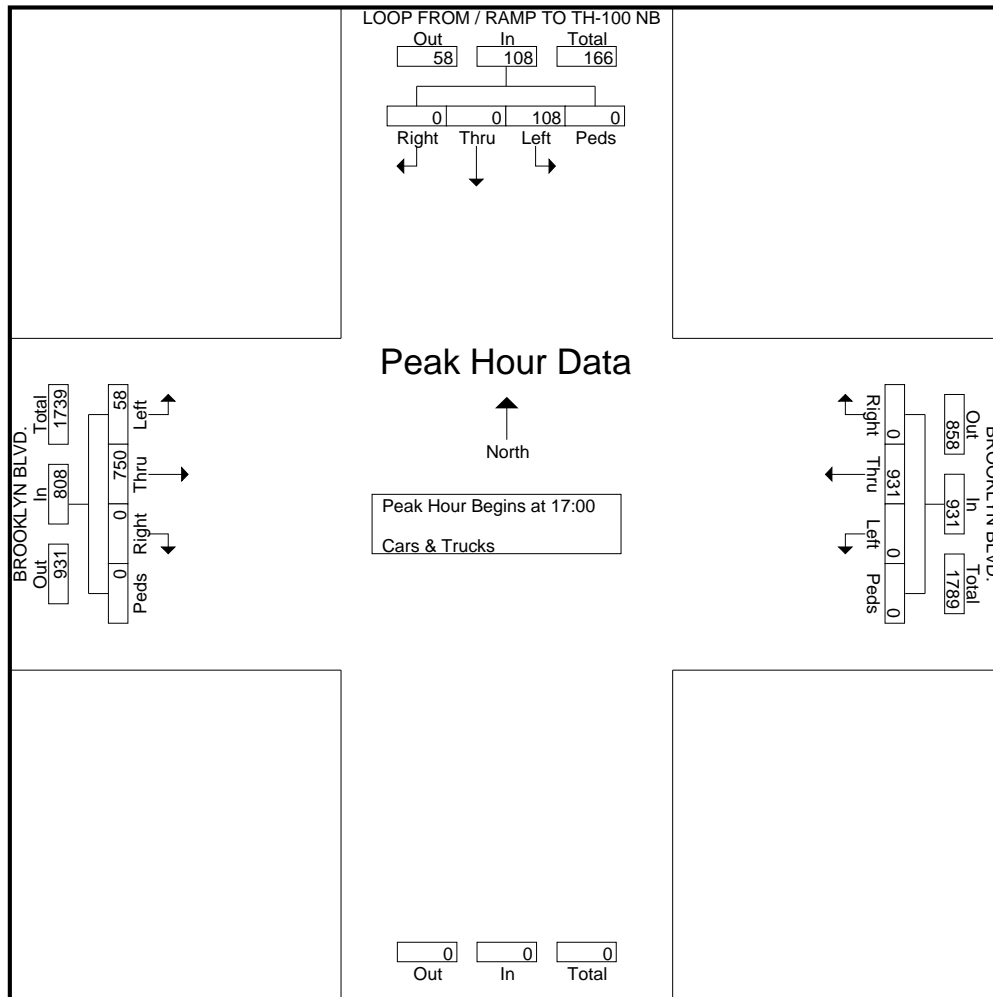 LOOP FROM / RAMP TO TH-100 NB
Out In Total
58 108 166
0 0 108 0
Right Thru Left Peds
Peak Hour Data
North
Peak Hour Begins at 17:00
Cars & Trucks
BROOKLYN BLVD.
Out In Total
931 808 1739
58 750 0 0
Left Thru Right Peds
BROOKLYN BLVD.
Out In Total
858 931 1789
0 931 0 0
Right Thru Left Peds
0 0 0
Out In Total